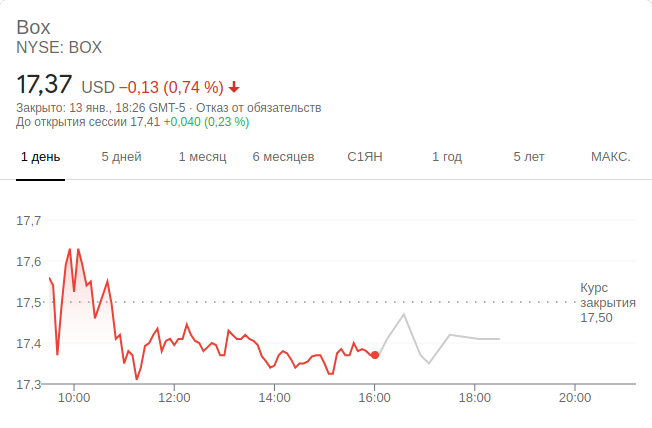 Box
NYSE: BOX
17,37 USD −0,13 (0,74 %)
Закрыто: 13 янв., 18:26 GMT-5 · Отказ от обязательств
До открытия сессии 17,41 +0,040 (0,23 %)
1 день 5 дней 1 месяц 6 месяцев С1ЯН 1 год 5 лет МАКС.
17,7
17,6
17,5
17,4
17,3
Курс
закрытия
17,50
10:00 12:00 14:00 16:00 18:00 20:00